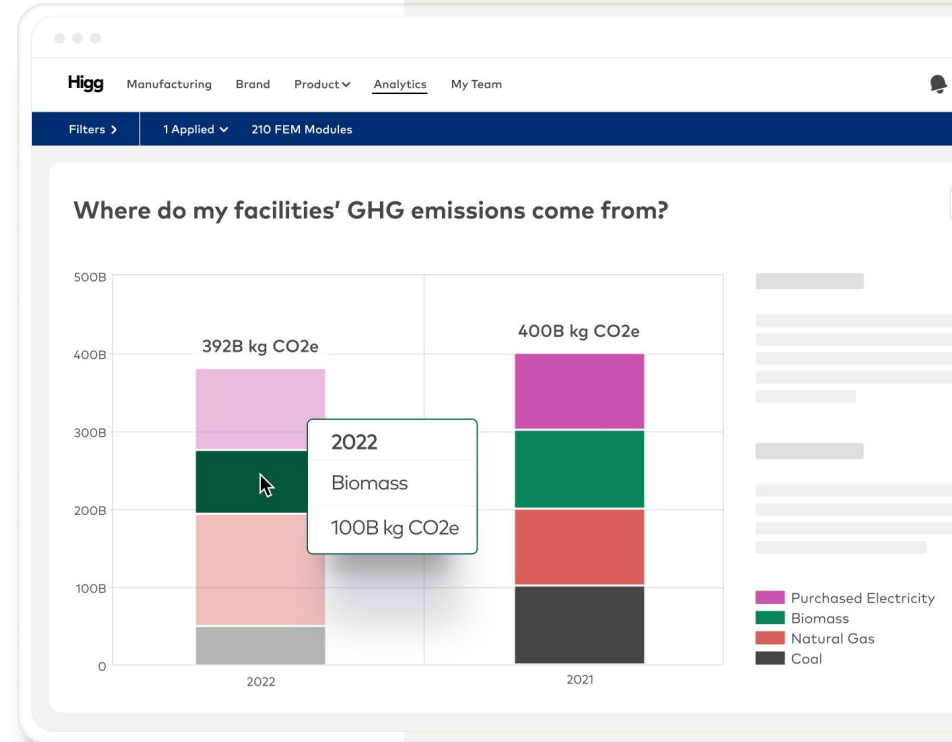 Higg Manufacturing Brand Product Analytics My Team
Filters 1 Applied 210 FEM Modules
Where do my facilities’ GHG emissions come from?
500B
400B
300B
200B
100B
0
392B kg CO2e
400B kg CO2e
2022
Biomass
100B kg CO2e
2022
2021
Purchased Electricity
Biomass
Natural Gas
Coal